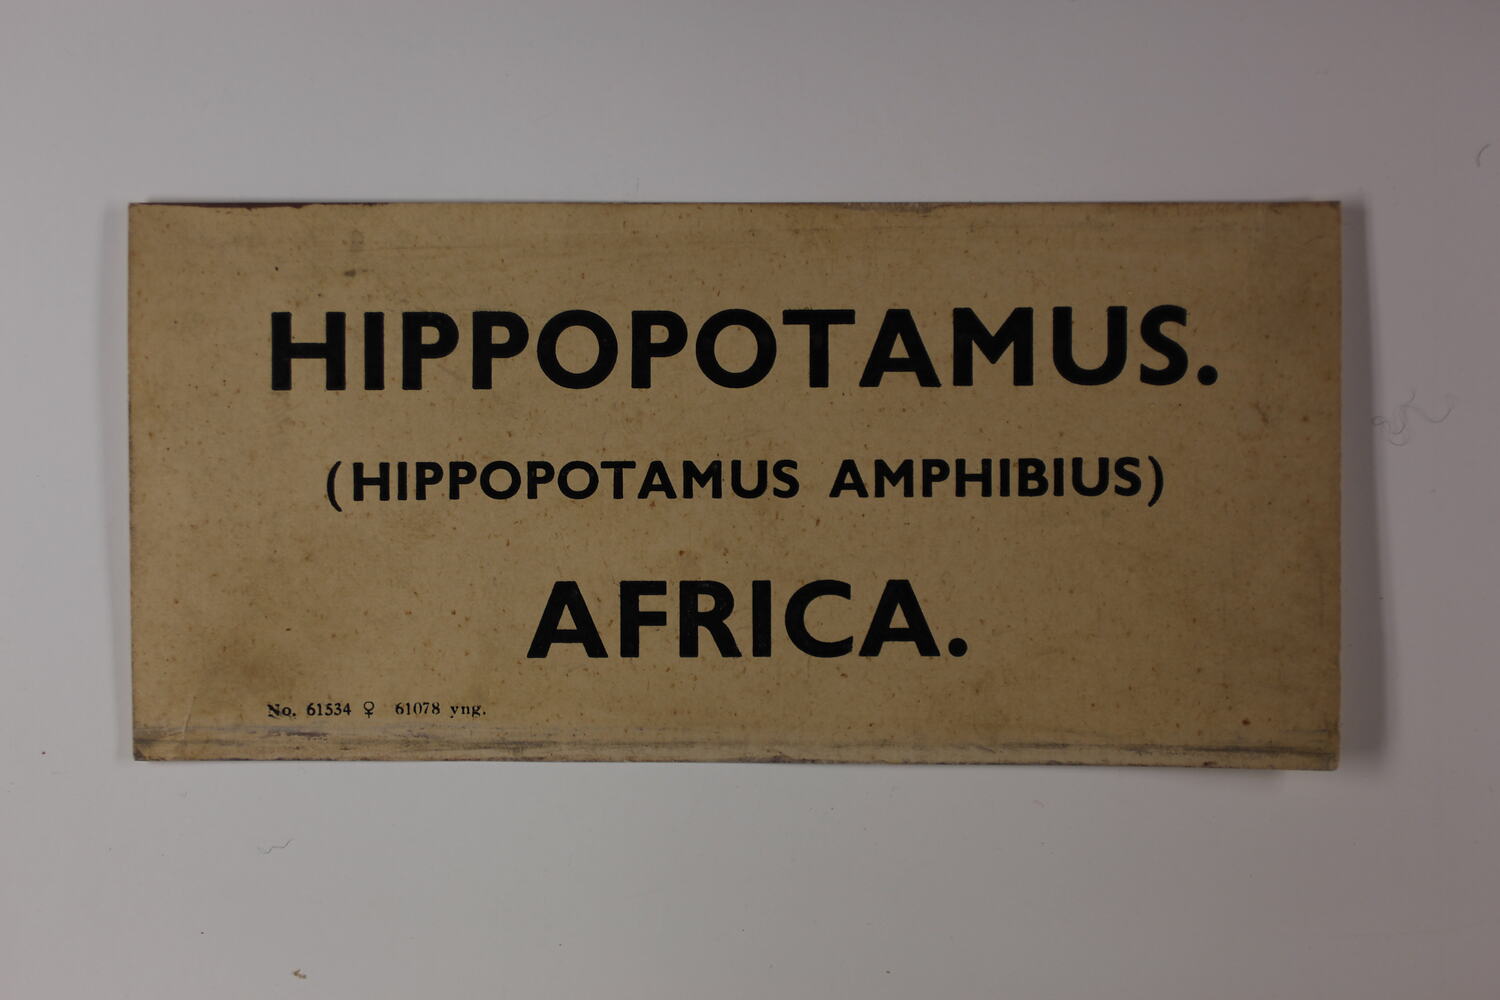 HIPPOPOTAMUS.
(HIPPOPOTAMUS AMPHIBIUS)
AFRICA.
No. 61534 ♀ 61078 yng.